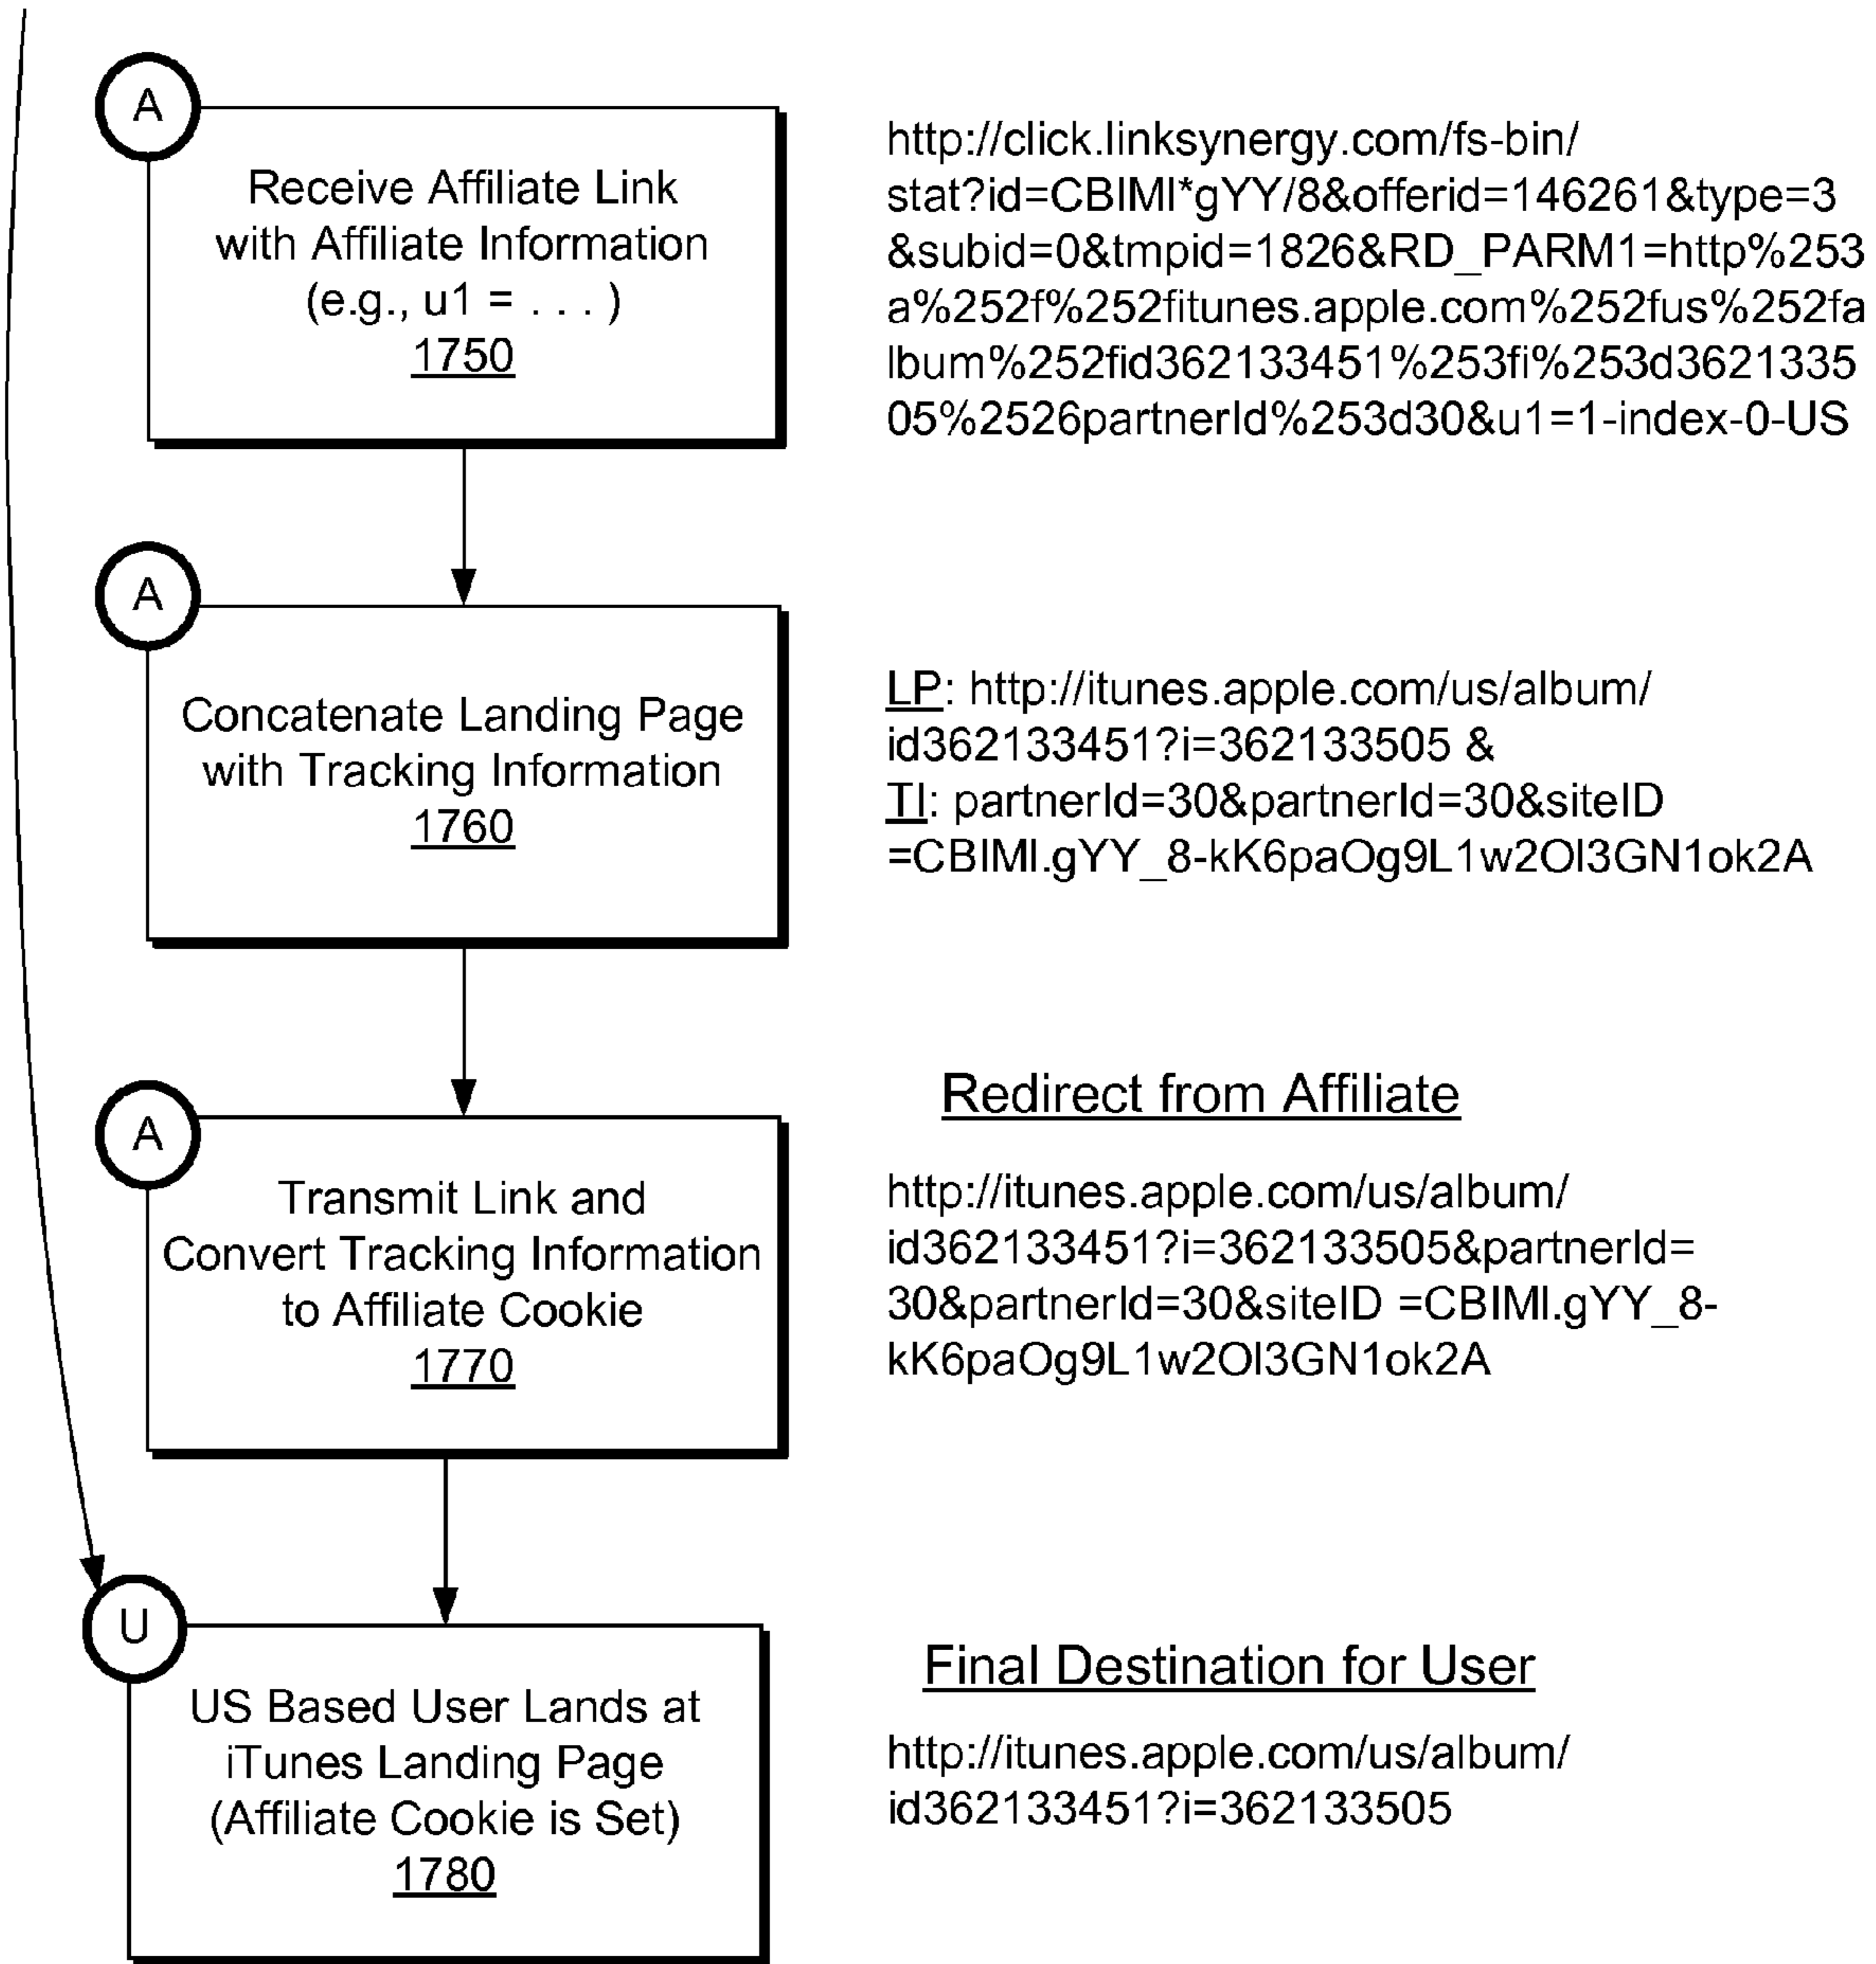 A
Receive Affiliate Link
with Affiliate Information
(e.g., u1 = . . . )
1750
http://click.linksynergy.com/fs-bin/
stat?id=CBIMI*gYY/8&offerid=146261&type=3
&subid=0&tmpid=1826&RD_PARM1=http%253
a%252f%252fitunes.apple.com%252fus%252fa
lbum%252fid362133451%253fi%253d3621335
05%2526partnerId%253d30&u1=1-index-0-US
A
Concatenate Landing Page
with Tracking Information
1760
LP: http://itunes.apple.com/us/album/
id362133451?i=362133505 &
TI: partnerId=30&partnerId=30&siteID
=CBIMI.gYY_8-kK6paOg9L1w2OI3GN1ok2A
A
Transmit Link and
Convert Tracking Information
to Affiliate Cookie
1770
Redirect from Affiliate
http://itunes.apple.com/us/album/
id362133451?i=362133505&partnerId=
30&partnerId=30&siteID =CBIMI.gYY_8-
kK6paOg9L1w2OI3GN1ok2A
U
US Based User Lands at
iTunes Landing Page
(Affiliate Cookie is Set)
1780
Final Destination for User
http://itunes.apple.com/us/album/
id362133451?i=362133505